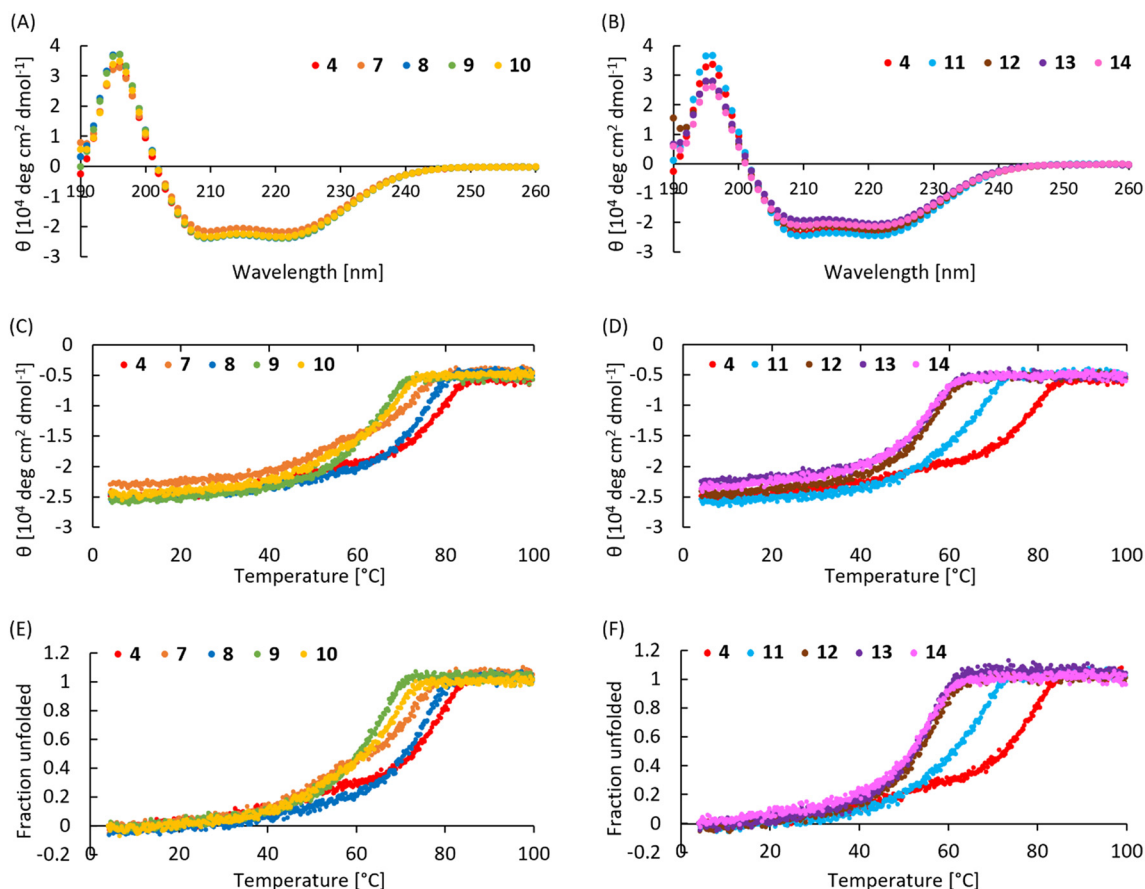 (A)
4 7 8 9 10
4
3
2
1
0
-1
-2
-3
190 200 210 220 230 240 250 260
θ [10⁴ deg cm² dmol⁻¹]
Wavelength [nm]
(B)
4 11 12 13 14
4
3
2
1
0
-1
-2
-3
190 200 210 220 230 240 250 260
θ [10⁴ deg cm² dmol⁻¹]
Wavelength [nm]
(C)
4 7 8 9 10
0
-0.5
-1
-1.5
-2
-2.5
-3
0 20 40 60 80 100
θ [10⁴ deg cm² dmol⁻¹]
Temperature [°C]
(D)
4 11 12 13 14
0
-0.5
-1
-1.5
-2
-2.5
-3
0 20 40 60 80 100
θ [10⁴ deg cm² dmol⁻¹]
Temperature [°C]
(E)
4 7 8 9 10
1.2
1
0.8
0.6
0.4
0.2
0
-0.2
0 20 40 60 80 100
Fraction unfolded
Temperature [°C]
(F)
4 11 12 13 14
1.2
1
0.8
0.6
0.4
0.2
0
-0.2
0 20 40 60 80 100
Fraction unfolded
Temperature [°C]